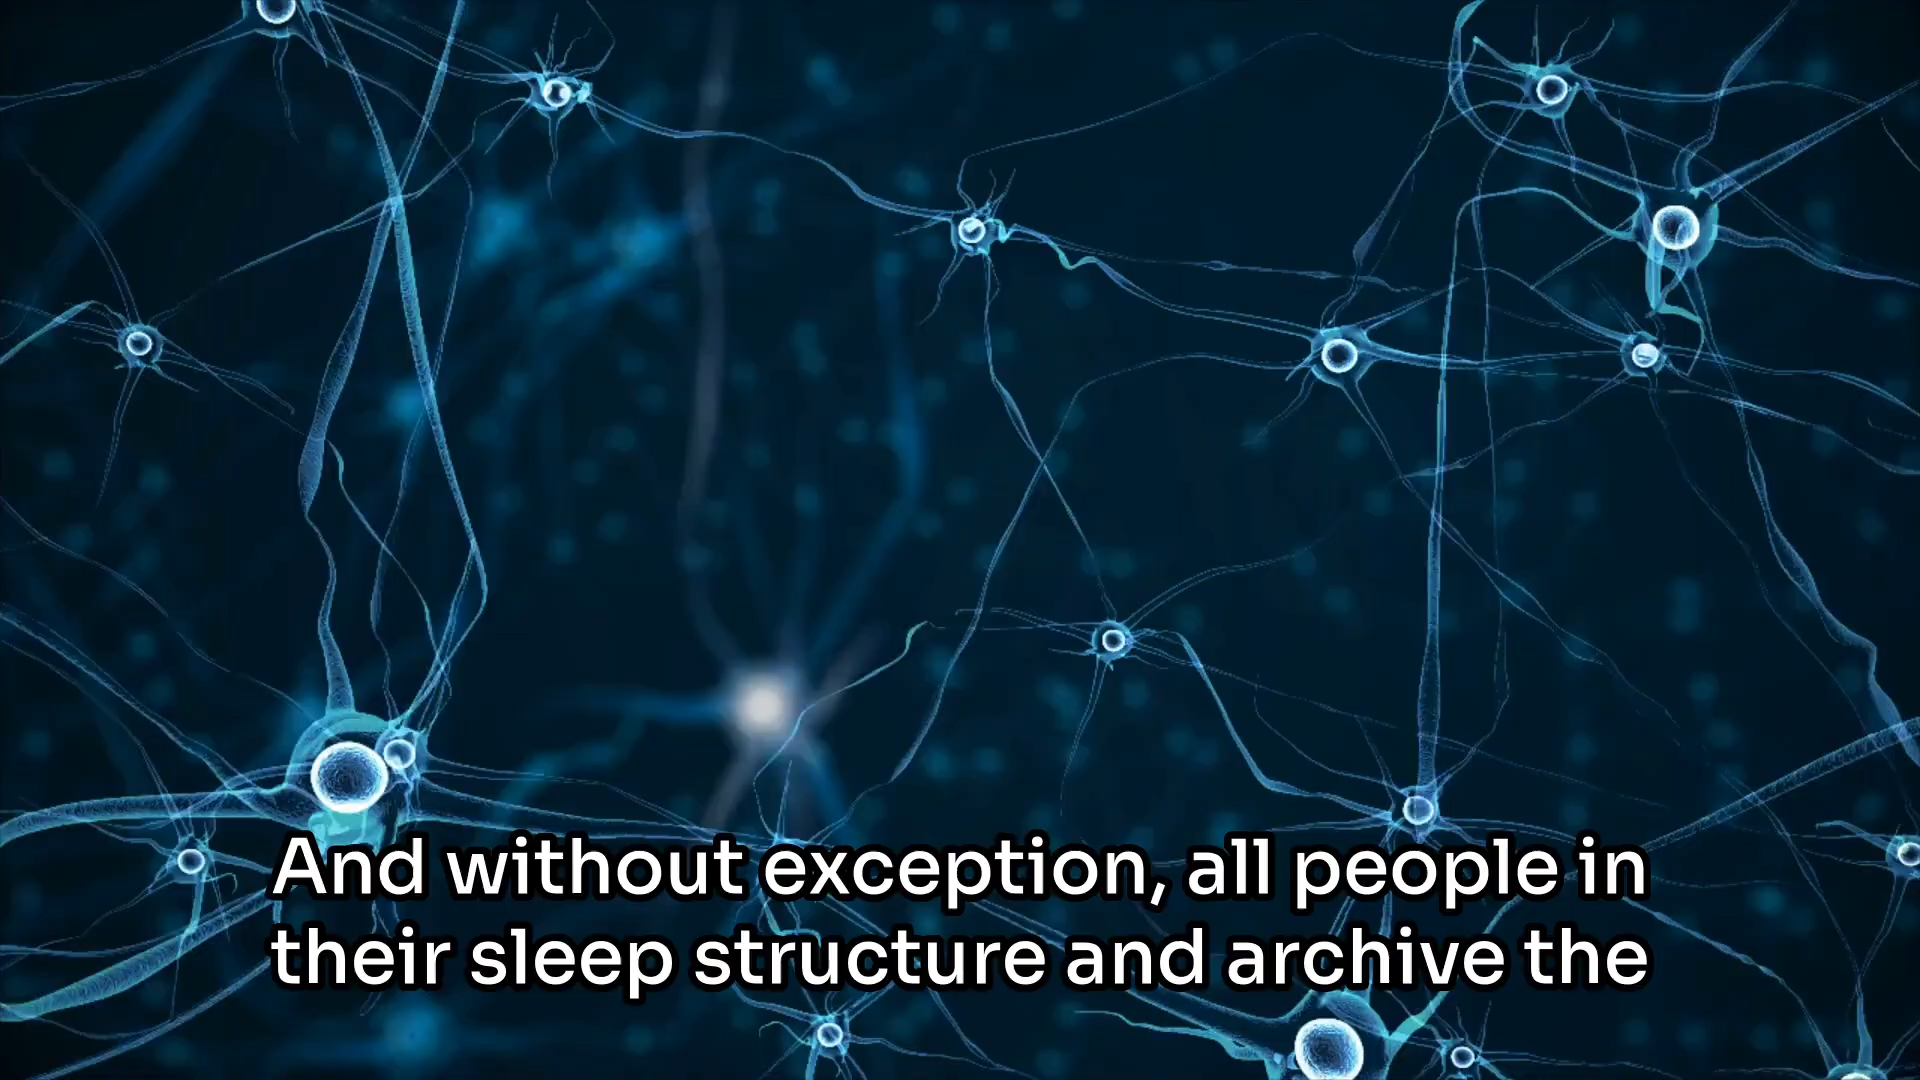 And without exception, all people in
their sleep structure and archive the